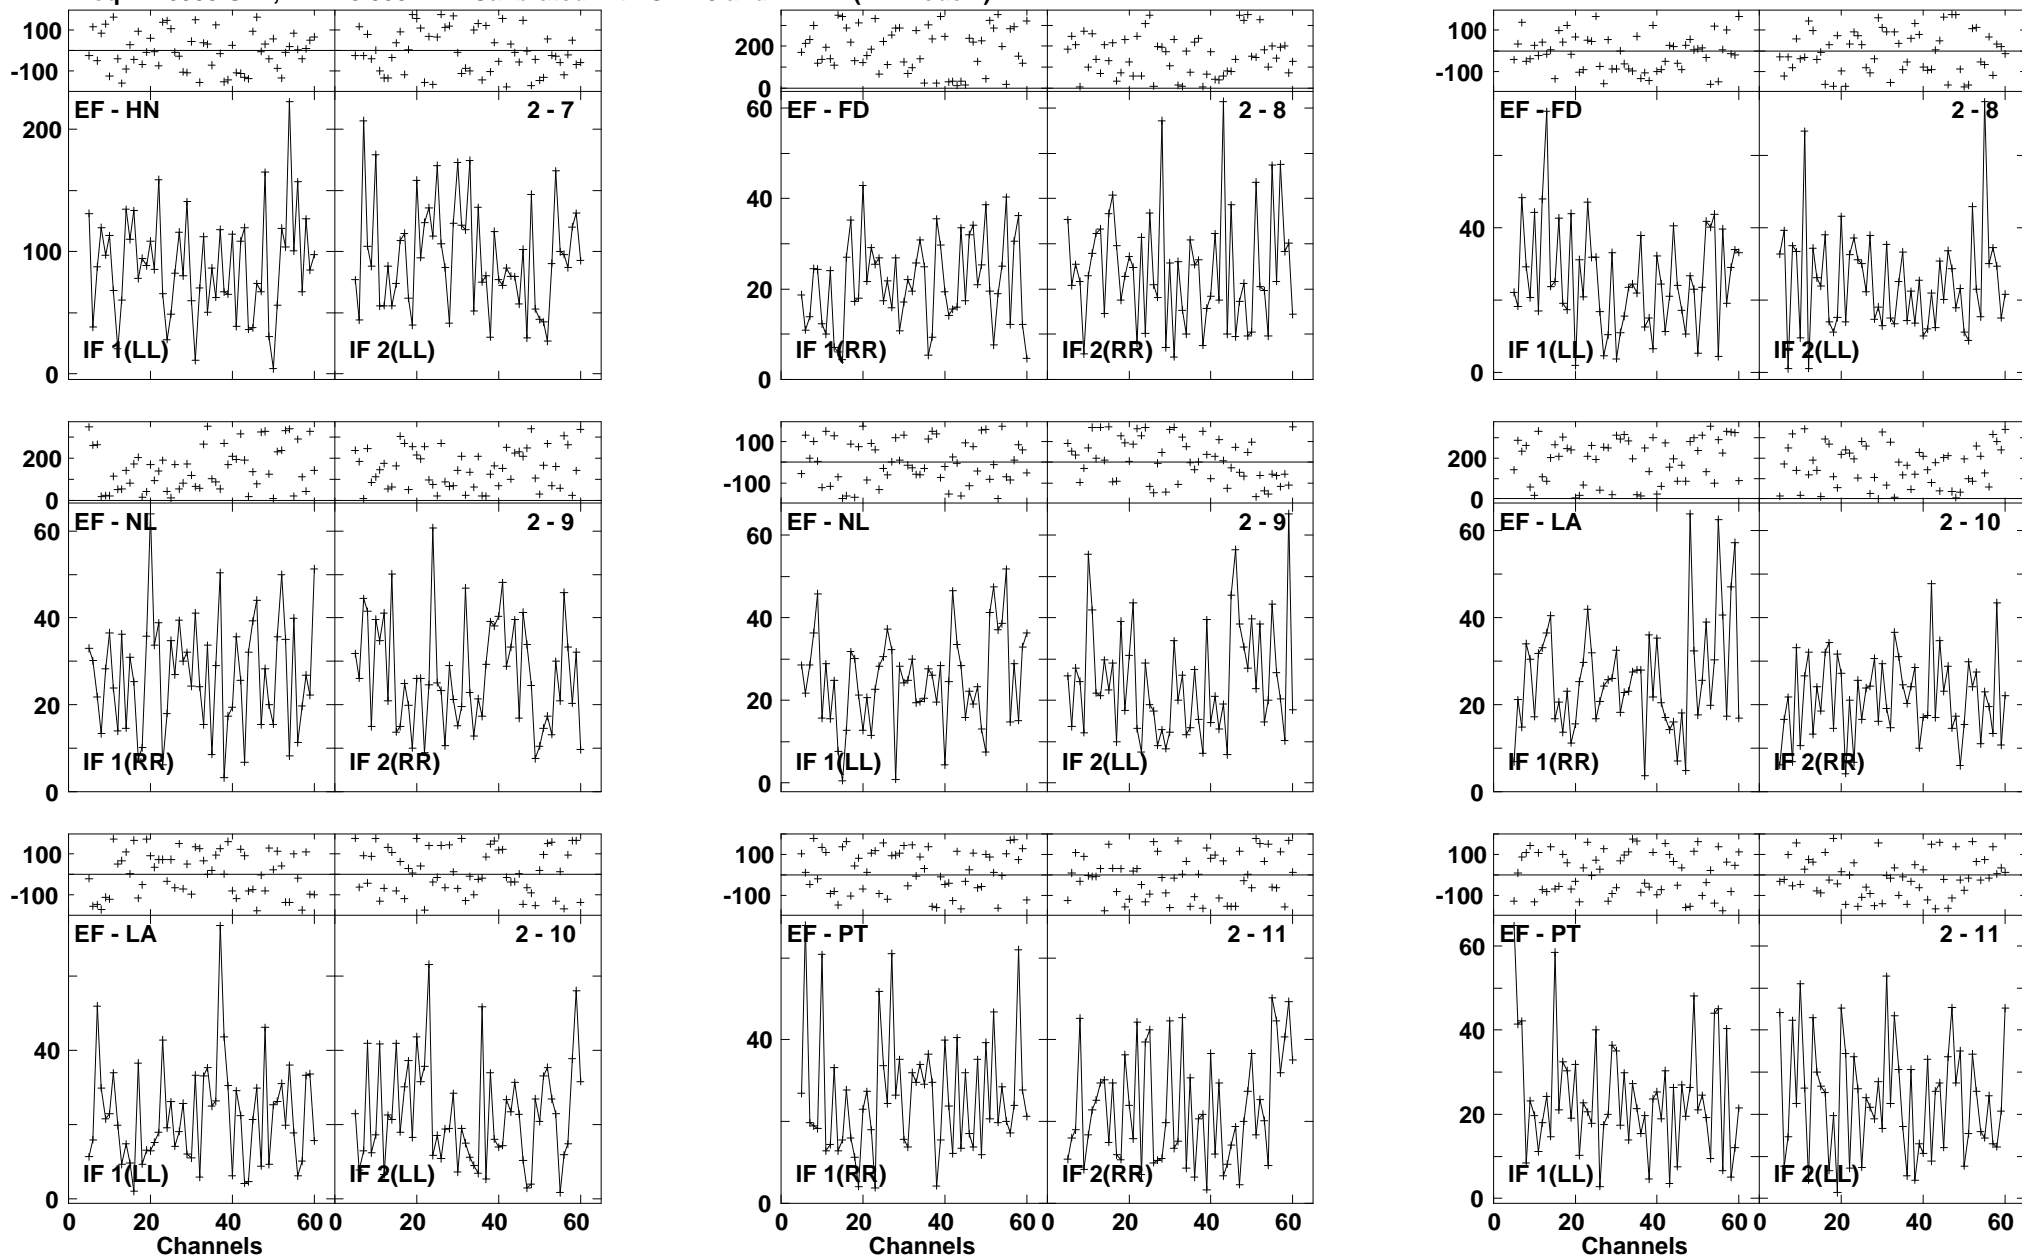 100
-100
200
0
100
-100
EF - HN
2 - 7
EF - FD
2 - 8
EF - FD
2 - 8
200
100
0
60
40
20
0
40
0
IF 1(LL)
IF 2(LL)
IF 1(RR)
IF 2(RR)
IF 1(LL)
IF 2(LL)
200
0
100
-100
200
0
EF - NL
2 - 9
EF - NL
2 - 9
EF - LA
2 - 10
60
40
20
0
60
40
20
0
60
40
20
0
IF 1(RR)
IF 2(RR)
IF 1(LL)
IF 2(LL)
IF 1(RR)
IF 2(RR)
100
-100
100
-100
100
-100
EF - LA
2 - 10
EF - PT
2 - 11
EF - PT
2 - 11
40
0
40
0
60
40
20
0
IF 1(LL)
IF 2(LL)
IF 1(RR)
IF 2(RR)
IF 1(LL)
IF 2(LL)
0 20 40 60 0 20 40 60
0 20 40 60 0 20 40 60
0 20 40 60 0 20 40 60
Channels
Channels
Channels